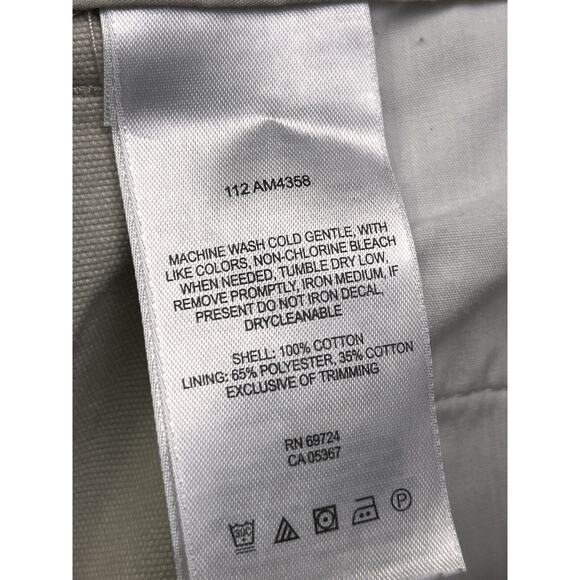 112 AM4358
MACHINE WASH COLD GENTLE, WITH
LIKE COLORS, NON-CHLORINE BLEACH
WHEN NEEDED, TUMBLE DRY LOW,
REMOVE PROMPTLY, IRON MEDIUM, IF
PRESENT DO NOT IRON DECAL,
DRYCLEANABLE
SHELL: 100% COTTON
LINING: 65% POLYESTER, 35% COTTON
EXCLUSIVE OF TRIMMING
RN 69724
CA 05367
30°C P